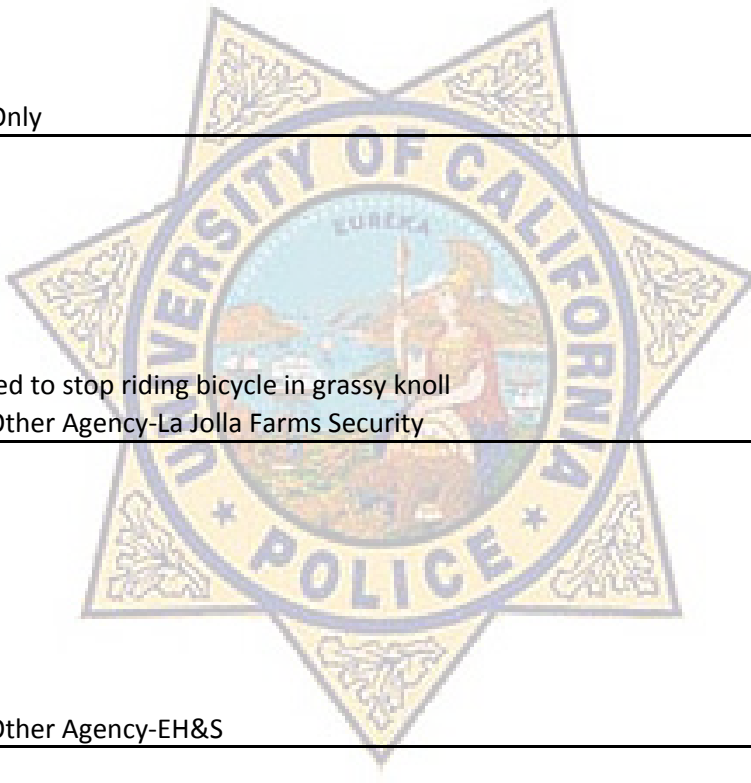 Only
UNIVERSITY OF CALIFORNIA
EUREKA
ed to stop riding bicycle in grassy knoll
Other Agency-La Jolla Farms Security
POLICE
Other Agency-EH&S